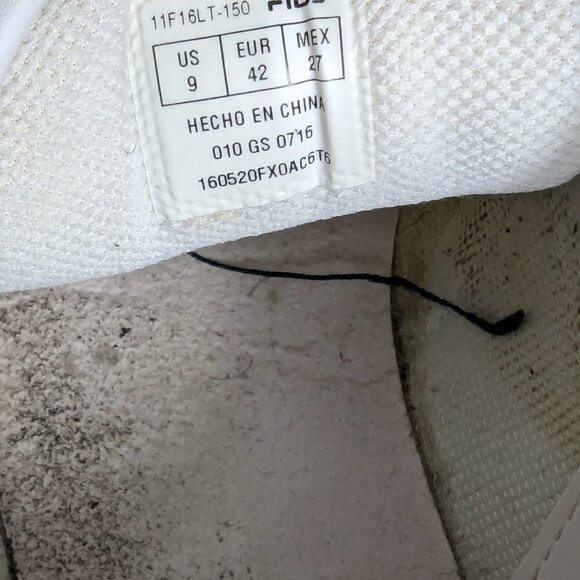 11F16LT-150
US EUR MEX
9 42 27
HECHO EN CHINA
010 GS 0716
160520FX0AC6T6